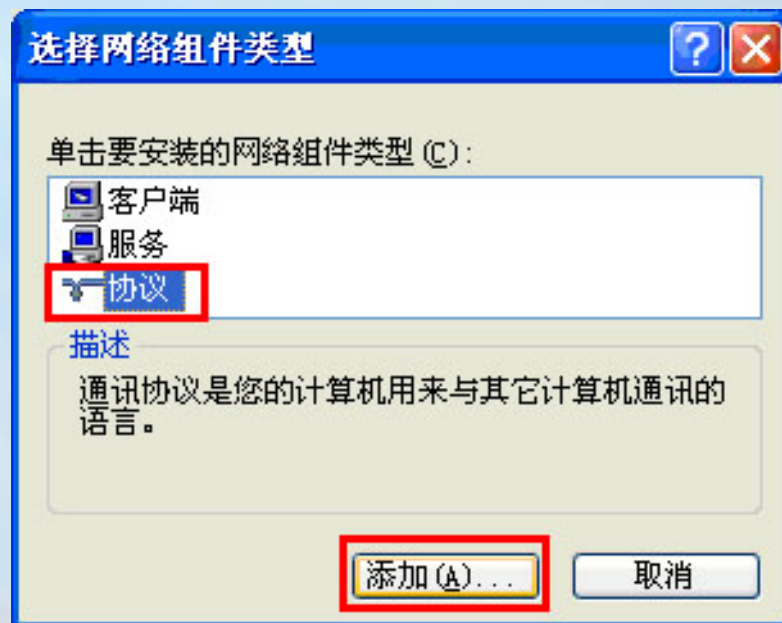 选择网络组件类型
单击要安装的网络组件类型(C):
客户端
服务
协议
描述
通讯协议是您的计算机用来与其它计算机通讯的
语言。
添加(A)... 取消